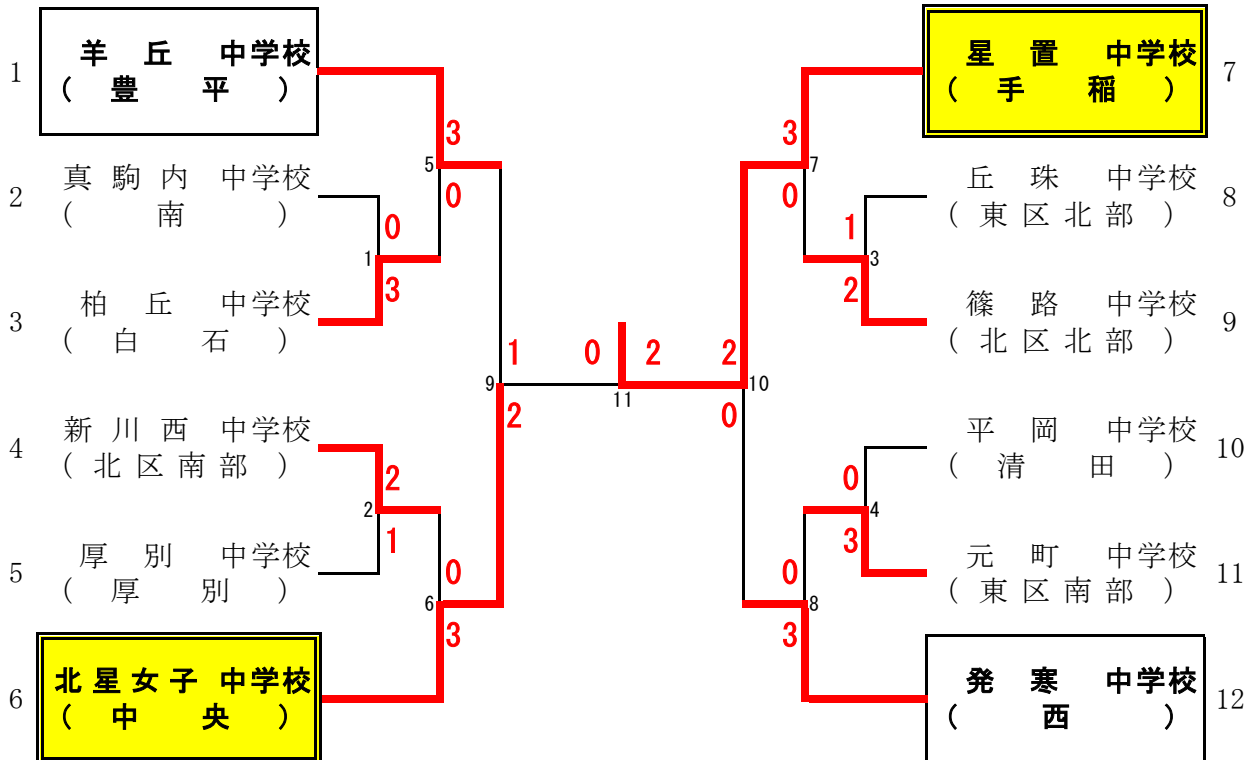 1 羊丘 中学校
(豊平)
3
5
0
2 真駒内 中学校
(南)
0
1
3
3 柏丘 中学校
(白石)
1
9
2
4 新川西 中学校
(北区南部)
2
2
1
5 厚別 中学校
(厚別)
0
6
3
6 北星女子 中学校
(中央)
0 2
11
星置 中学校 7
(手稲)
3
7
0
丘珠 中学校 8
(東区北部)
1
3
2
篠路 中学校 9
(北区北部)
2
10
0
平岡 中学校 10
(清田)
0
4
3
元町 中学校 11
(東区南部)
0
8
3
発寒 中学校 12
(西)